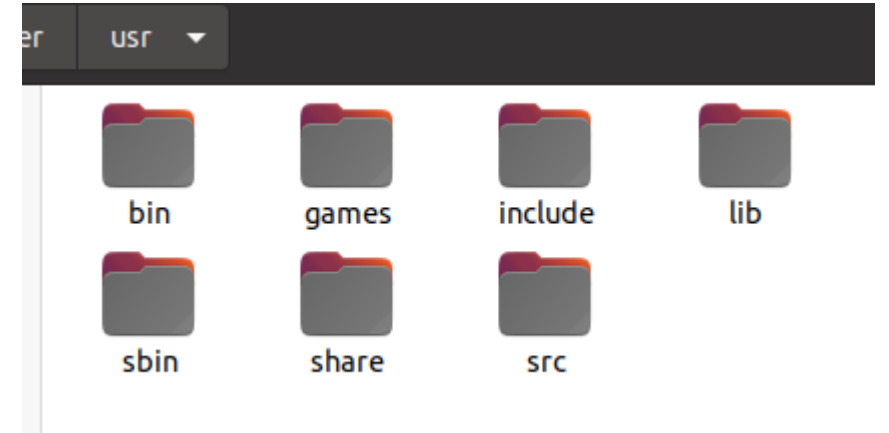 er usr
bin games include lib
sbin share src